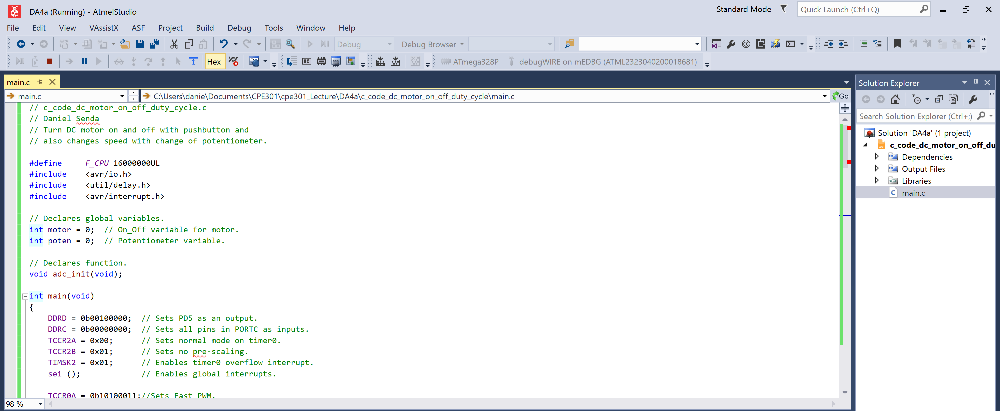 DA4a (Running) - AtmelStudio
Standard Mode
Quick Launch (Ctrl+Q)
File Edit View VAssistX ASF Project Build Debug Tools Window Help
Debug Debug Browser
Hex ATmega328P debugWIRE on mEDBG (ATML2323040200018681)
main.c
main.c C:\Users\danie\Documents\CPE301\cpe301_Lecture\DA4a\c_code_dc_motor_on_off_duty_cycle\main.c Go
// c_code_dc_motor_on_off_duty_cycle.c
// Daniel Senda
// Turn DC motor on and off with pushbutton and
// also changes speed with change of potentiometer.
#define F_CPU 16000000UL
#include <avr/io.h>
#include <util/delay.h>
#include <avr/interrupt.h>
// Declares global variables.
int motor = 0; // On_Off variable for motor.
int poten = 0; // Potentiometer variable.
// Declares function.
void adc_init(void);
int main(void)
{
DDRD = 0b00100000; // Sets PD5 as an output.
DDRC = 0b00000000; // Sets all pins in PORTC as inputs.
TCCR2A = 0x00; // Sets normal mode on timer0.
TCCR2B = 0x01; // Sets no pre-scaling.
TIMSK2 = 0x01; // Enables timer0 overflow interrupt.
sei (); // Enables global interrupts.
TCCR0A = 0b10100011;//Sets Fast PWM.
98 %
Solution Explorer
Search Solution Explorer (Ctrl+;)
Solution 'DA4a' (1 project)
c_code_dc_motor_on_off_du
Dependencies
Output Files
Libraries
main.c